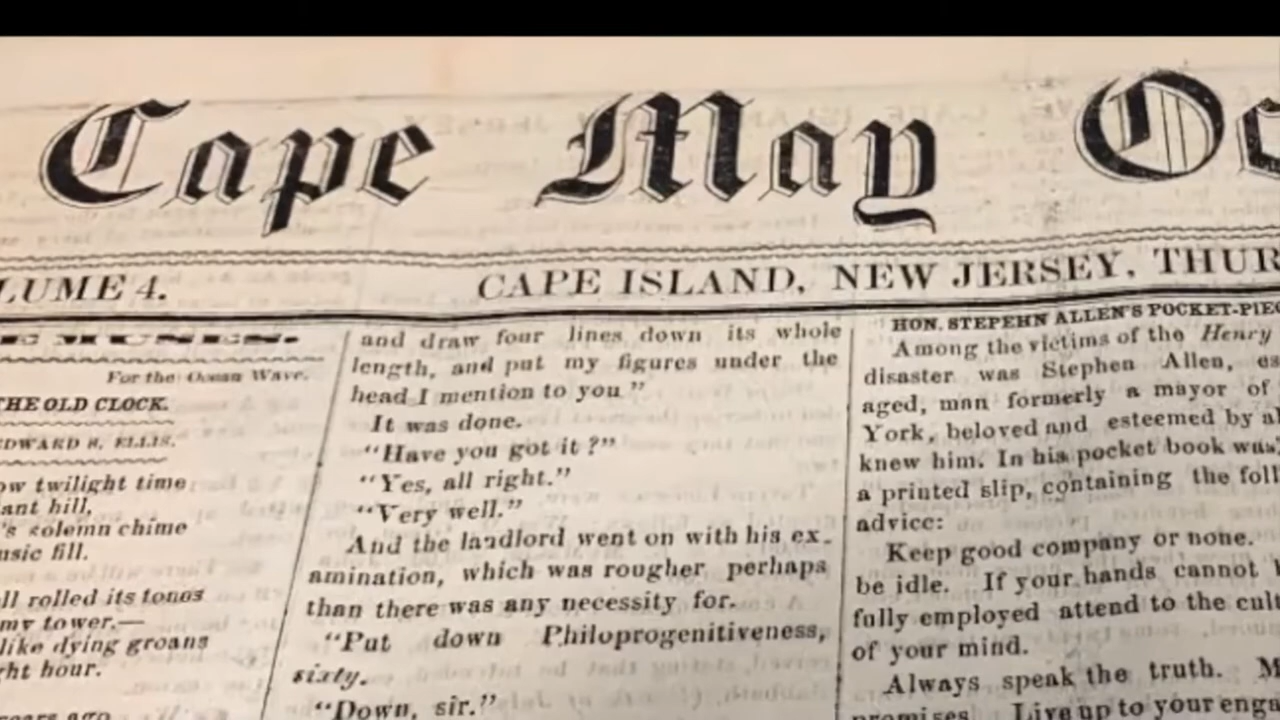 Cape May Oc
LUME 4.
CAPE ISLAND, NEW JERSEY, THUR
For the Ocean Wave.
THE OLD CLOCK.
EDWARD S. ELLIS.
ow twilight time
ant hill,
's solemn chime
usic fill.
ll rolled its tones
my tower.—
like dying groans
ght hour.
ears ago
and draw four lines down its whole
length, and put my figures under the
head I mention to you ”
It was done.
“Have you got it ?”
“Yes, all right.”
“Very well.”
And the landlord went on with his ex-
amination, which was rougher perhaps
than there was any necessity for.
“Put down Philoprogenitiveness,
sixty.
“Down, sir.”
HON. STEPEHN ALLEN'S POCKET-PIEC
Among the victims of the Henry
disaster was Stephen Allen, es
aged, man formerly a mayor of
York, beloved and esteemed by al
knew him. In his pocket book was
a printed slip, containing the foll
advice:
Keep good company or none.
be idle. If your hands cannot b
fully employed attend to the cult
of your mind.
Always speak the truth. M
promises Live up to your enga